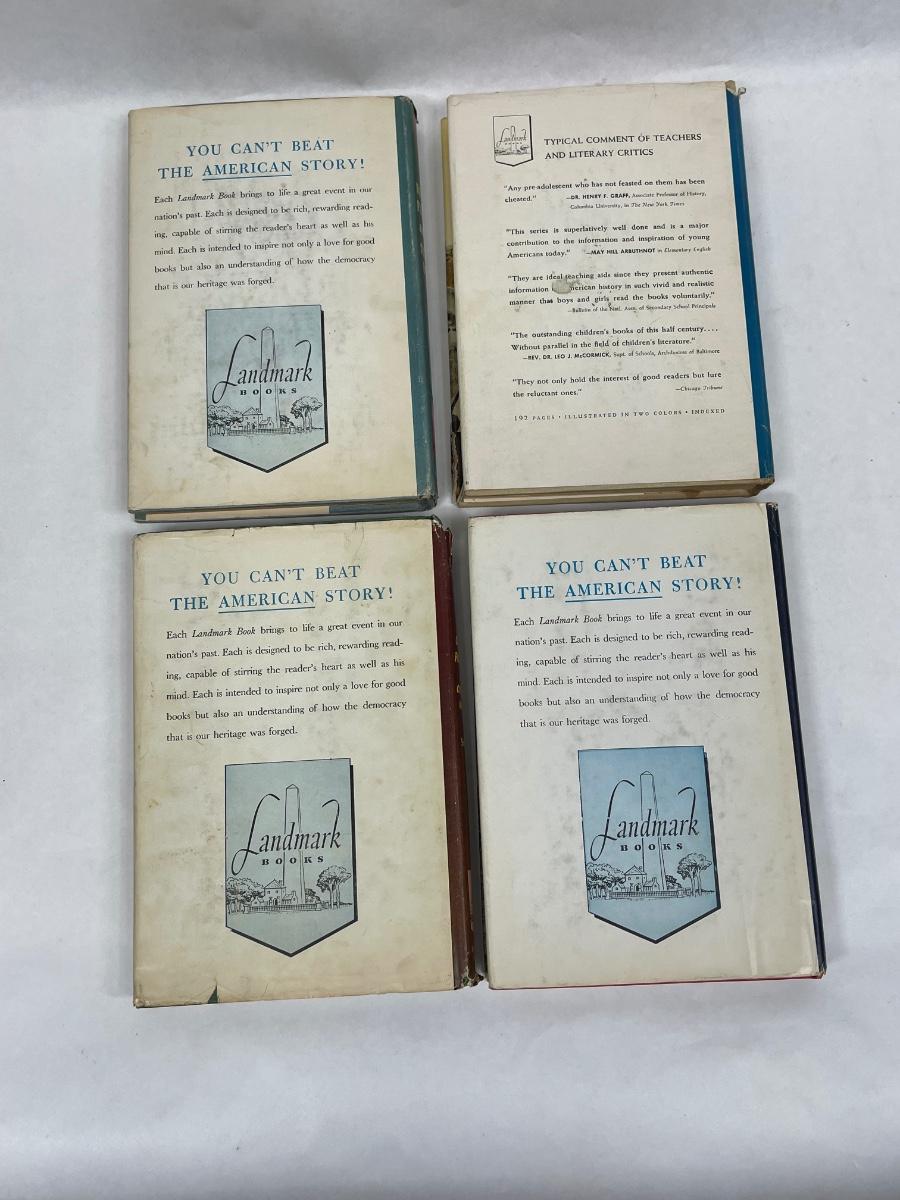 YOU CAN'T BEAT
THE AMERICAN STORY!
Each Landmark Book brings to life a great event in our
nation's past. Each is designed to be rich, rewarding read-
ing, capable of stirring the reader's heart as well as his
mind. Each is intended to inspire not only a love for good
books but also an understanding of how the democracy
that is our heritage was forged.
Landmark
BOOKS
Landmark
TYPICAL COMMENT OF TEACHERS
AND LITERARY CRITICS
"Any pre-adolescent who has not feasted on them has been
cheated." —DR. HENRY F. GRAFF, Associate Professor of History,
Columbia University, in The New York Times
"This series is superlatively well done and is a major
contribution to the information and inspiration of young
Americans today." —MAY HILL ARBUTHNOT in Elementary English
"They are ideal teaching aids since they present authentic
information American history in such vivid and realistic
manner that boys and girls read the books voluntarily."
—Bulletin of the Natl. Assn. of Secondary School Principals
"The outstanding children's books of this half century....
Without parallel in the field of children's literature."
—REV. DR. LEO J. McCORMICK, Supt. of Schools, Archdiocese of Baltimore
"They not only hold the interest of good readers but lure
the reluctant ones." —Chicago Tribune
192 PAGES • ILLUSTRATED IN TWO COLORS • INDEXED
YOU CAN'T BEAT
THE AMERICAN STORY!
Each Landmark Book brings to life a great event in our
nation's past. Each is designed to be rich, rewarding read-
ing, capable of stirring the reader's heart as well as his
mind. Each is intended to inspire not only a love for good
books but also an understanding of how the democracy
that is our heritage was forged.
Landmark
BOOKS
YOU CAN'T BEAT
THE AMERICAN STORY!
Each Landmark Book brings to life a great event in our
nation's past. Each is designed to be rich, rewarding read-
ing, capable of stirring the reader's heart as well as his
mind. Each is intended to inspire not only a love for good
books but also an understanding of how the democracy
that is our heritage was forged.
Landmark
BOOKS